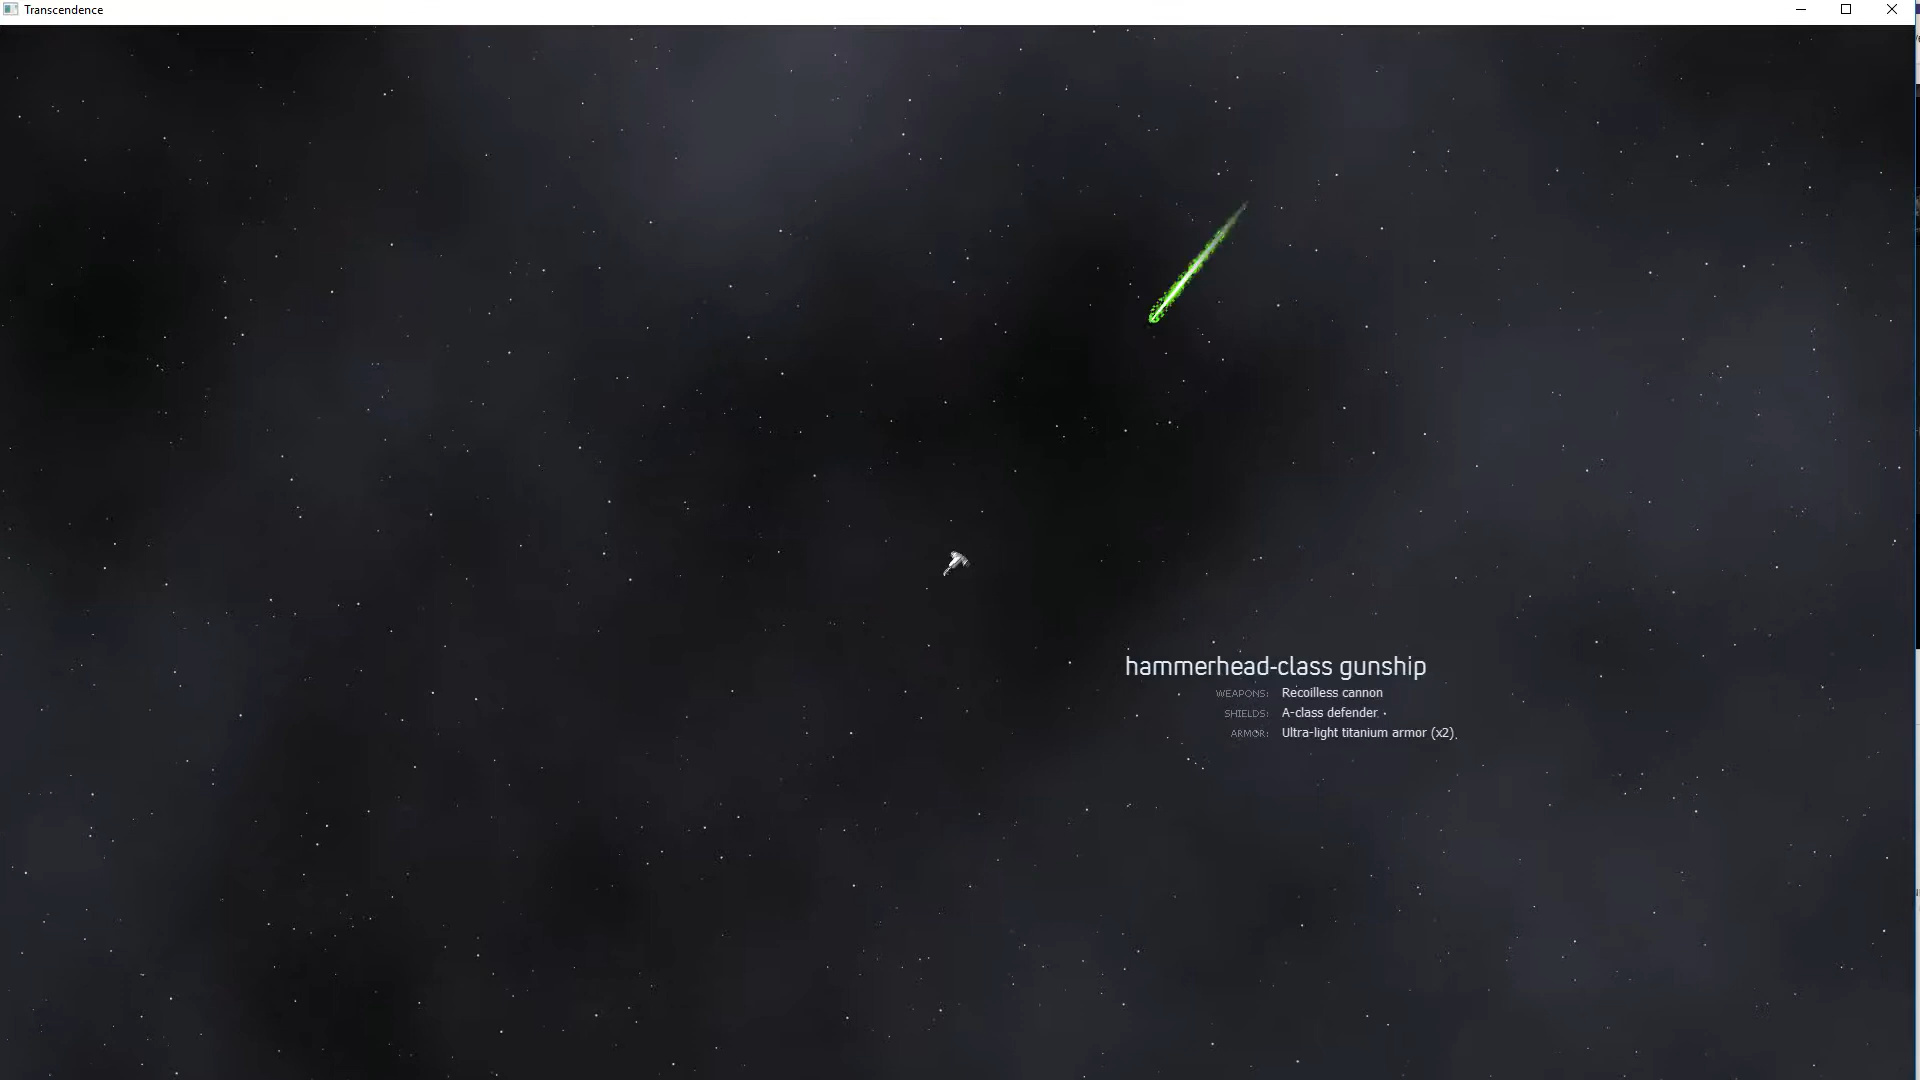 Transcendence
hammerhead-class gunship
WEAPONS: Recoilless cannon
SHIELDS: A-class defender
ARMOR: Ultra-light titanium armor (x2)